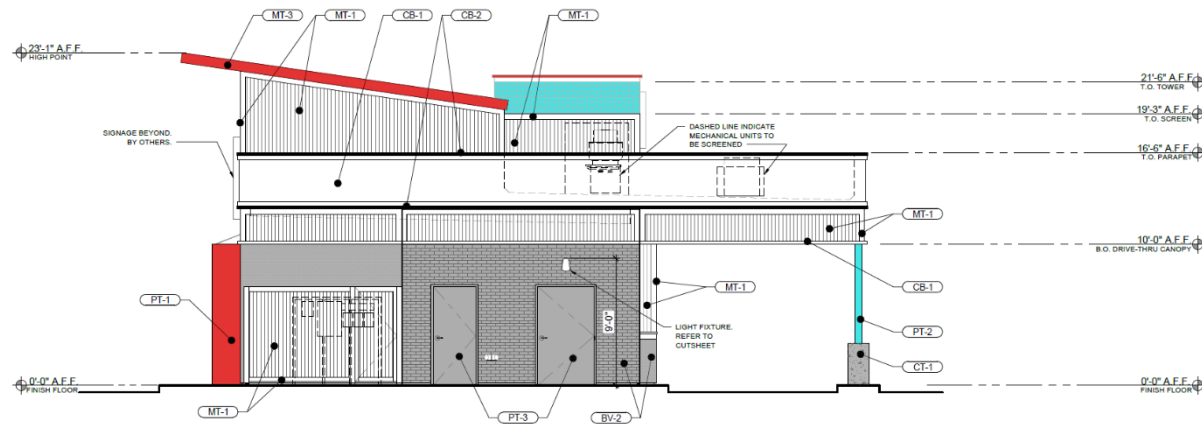 MT-3
MT-1
CB-1
CB-2
MT-1
23'-1" A.F.F.
HIGH POINT
21'-6" A.F.F.
T.O. TOWER
19'-3" A.F.F.
T.O. SCREEN
SIGNAGE BEYOND.
BY OTHERS.
DASHED LINE INDICATE
MECHANICAL UNITS TO
BE SCREENED
16'-6" A.F.F.
T.O. PARAPET
MT-1
10'-0" A.F.F.
B.O. DRIVE-THRU CANOPY
CB-1
MT-1
PT-1
9'-0"
LIGHT FIXTURE.
REFER TO
CUTSHEET
PT-2
CT-1
0'-0" A.F.F.
FINISH FLOOR
0'-0" A.F.F.
FINISH FLOOR
MT-1
PT-3
BV-2